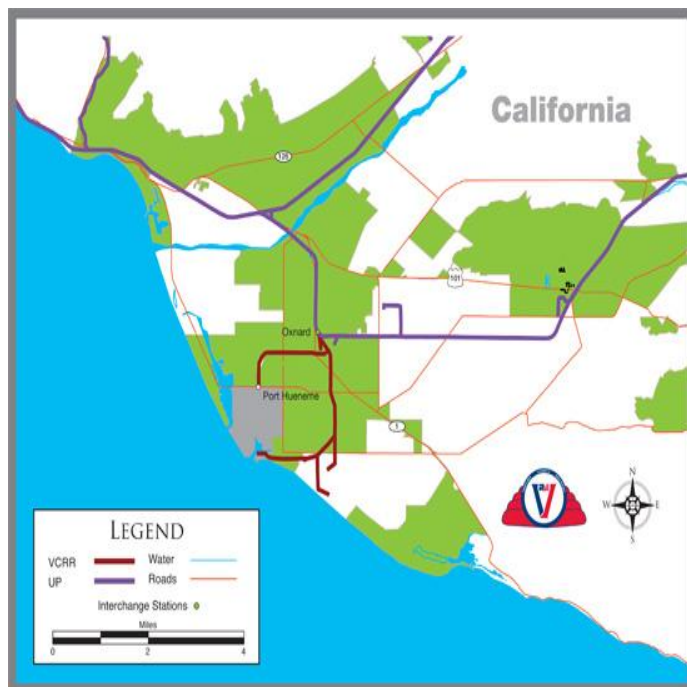 California
126
101
Oxnard
Port Hueneme
1
N
W E
S
LEGEND
VCRR Water
UP Roads
Interchange Stations
Miles
0 2 4